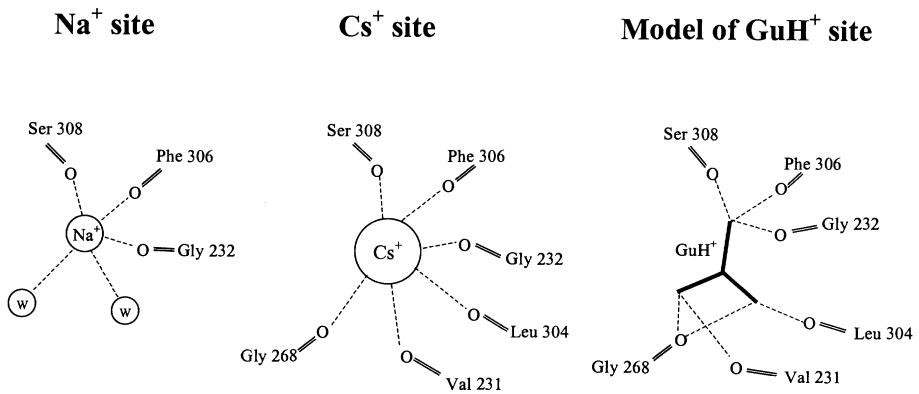 Na⁺ site
Ser 308
O
Phe 306
O
Na⁺
O
Gly 232
w
w
Cs⁺ site
Ser 308
O
Phe 306
O
Cs⁺
O
Gly 232
O
Leu 304
O
Gly 268
O
Val 231
Model of GuH⁺ site
Ser 308
O
Phe 306
O
Gly 232
O
GuH⁺
O
Leu 304
O
Gly 268
O
Val 231